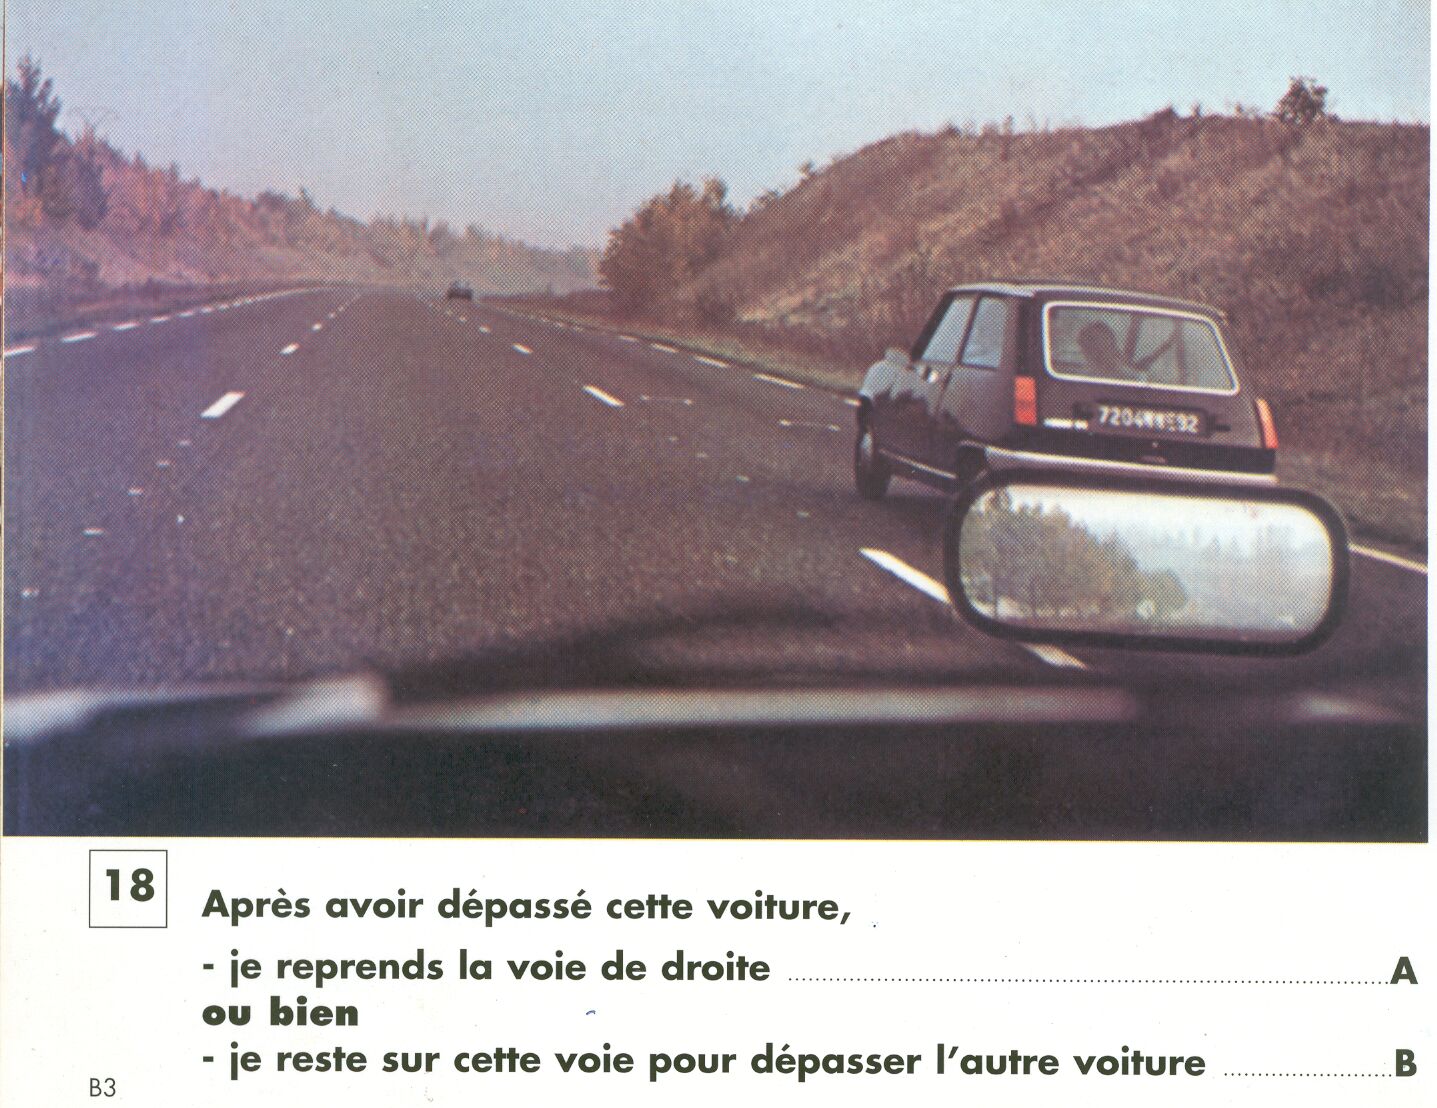 18
Après avoir dépassé cette voiture,
- je reprends la voie de droite ........ A
ou bien
- je reste sur cette voie pour dépasser l'autre voiture ........ B
B3